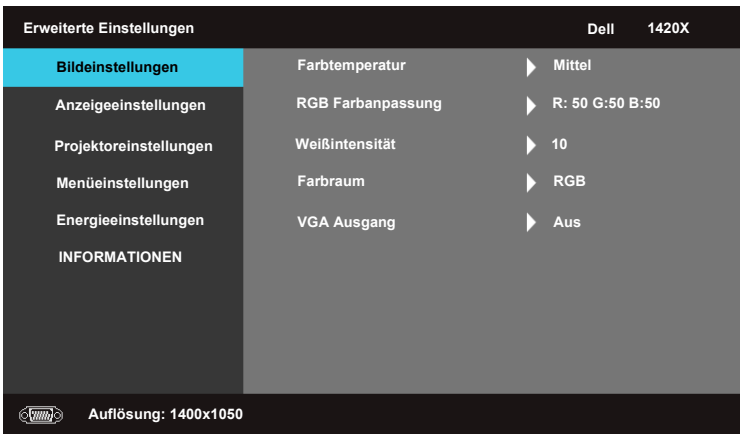 Erweiterte Einstellungen Dell 1420X
Bildeinstellungen Farbtemperatur Mittel
Anzeigeeinstellungen RGB Farbanpassung R: 50 G:50 B:50
Projektoreinstellungen Weißintensität 10
Menüeinstellungen Farbraum RGB
Energieeinstellungen VGA Ausgang Aus
INFORMATIONEN
Auflösung: 1400x1050